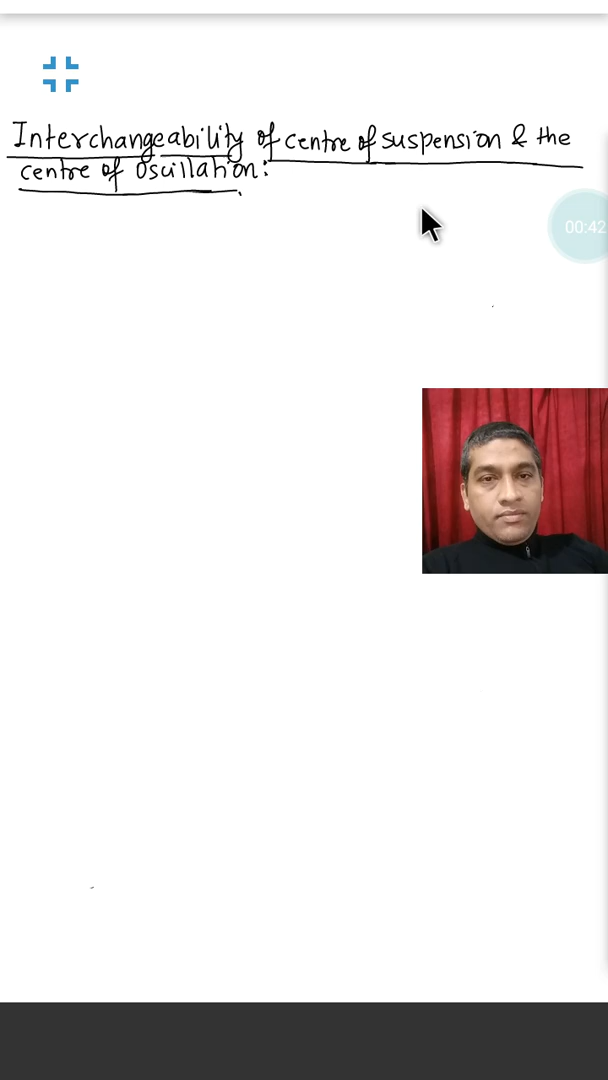 Interchangeability of centre of suspension & the
centre of Oscillation:
00:42